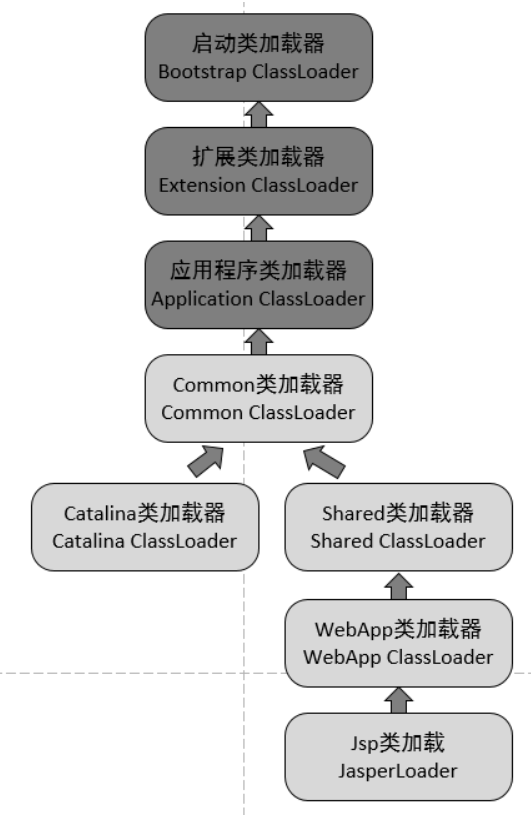 启动类加载器
Bootstrap ClassLoader
扩展类加载器
Extension ClassLoader
应用程序类加载器
Application ClassLoader
Common类加载器
Common ClassLoader
Catalina类加载器
Catalina ClassLoader
Shared类加载器
Shared ClassLoader
WebApp类加载器
WebApp ClassLoader
Jsp类加载
JasperLoader